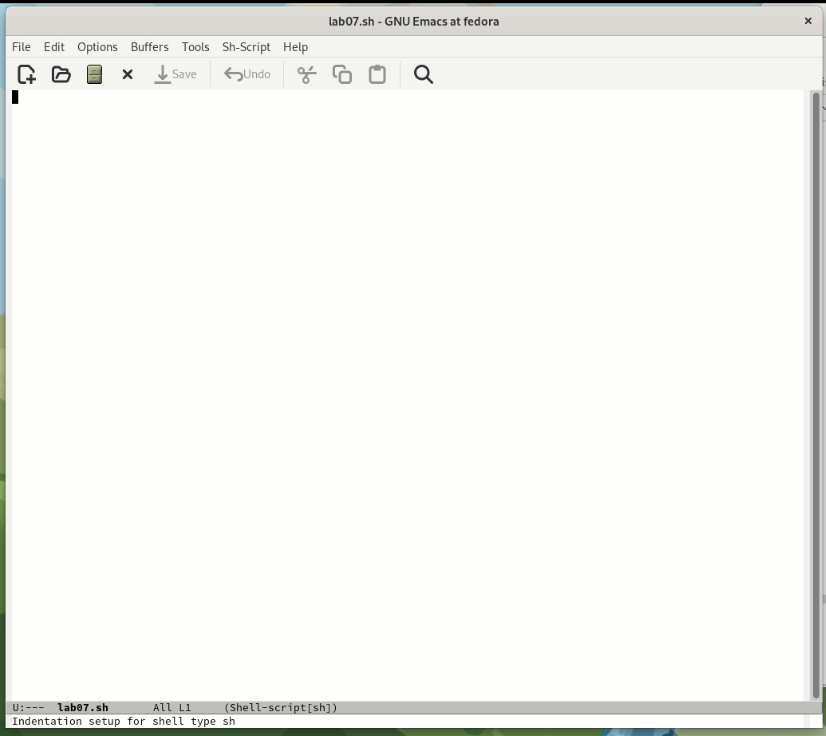 lab07.sh - GNU Emacs at fedora
File Edit Options Buffers Tools Sh-Script Help
Save Undo
U:--- lab07.sh All L1 (Shell-script[sh])
Indentation setup for shell type sh